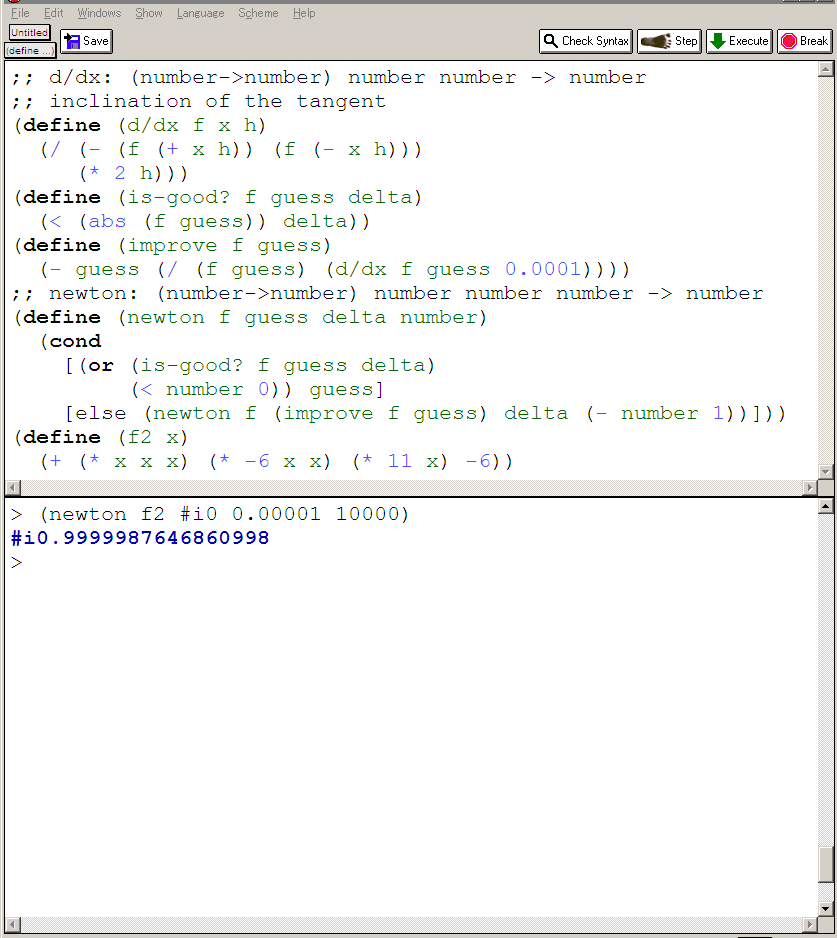 File Edit Windows Show Language Scheme Help
Untitled
(define ...) Save Check Syntax Step Execute Break
;; d/dx: (number->number) number number -> number
;; inclination of the tangent
(define (d/dx f x h)
  (/ (- (f (+ x h)) (f (- x h)))
     (* 2 h)))
(define (is-good? f guess delta)
  (< (abs (f guess)) delta))
(define (improve f guess)
  (- guess (/ (f guess) (d/dx f guess 0.0001))))
;; newton: (number->number) number number number -> number
(define (newton f guess delta number)
  (cond
    [(or (is-good? f guess delta)
         (< number 0)) guess]
    [else (newton f (improve f guess) delta (- number 1))]))
(define (f2 x)
  (+ (* x x x) (* -6 x x) (* 11 x) -6))
> (newton f2 #i0 0.00001 10000)
#i0.9999987646860998
>